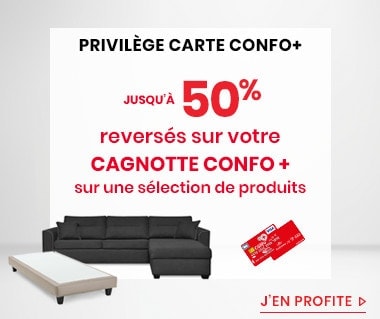 PRIVILÈGE CARTE CONFO+
JUSQU'À 50%
reversés sur votre
CAGNOTTE CONFO +
sur une sélection de produits
J'EN PROFITE